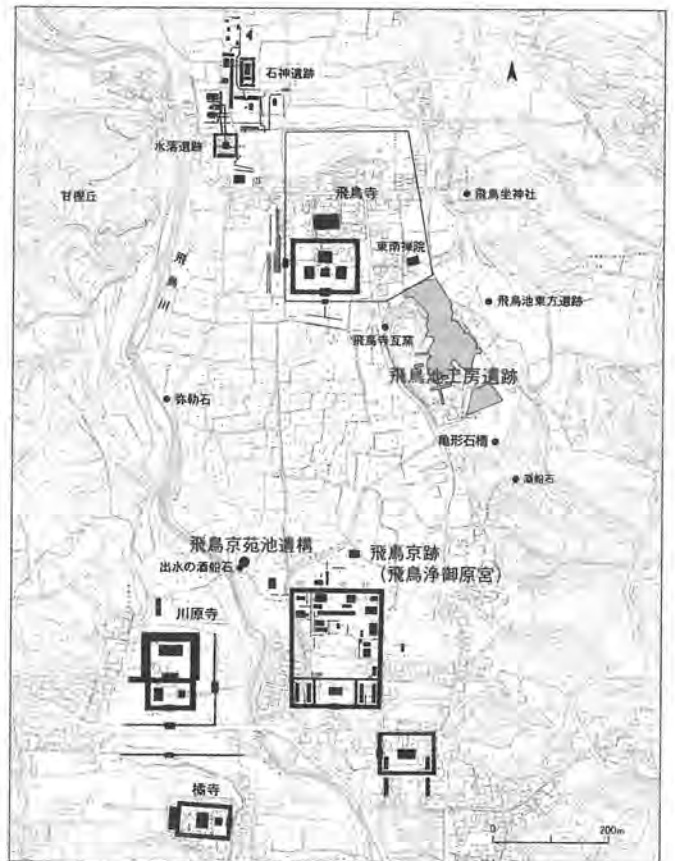 石神遺跡
水落遺跡
甘樫丘
飛鳥寺
飛鳥坐神社
東南禅院
飛鳥川
飛鳥池東方遺跡
飛鳥寺瓦窯
飛鳥池工房遺跡
弥勒石
亀形石槽
酒船石
飛鳥京苑池遺構
出水の酒船石
飛鳥京跡
(飛鳥浄御原宮)
川原寺
橘寺
0 200m